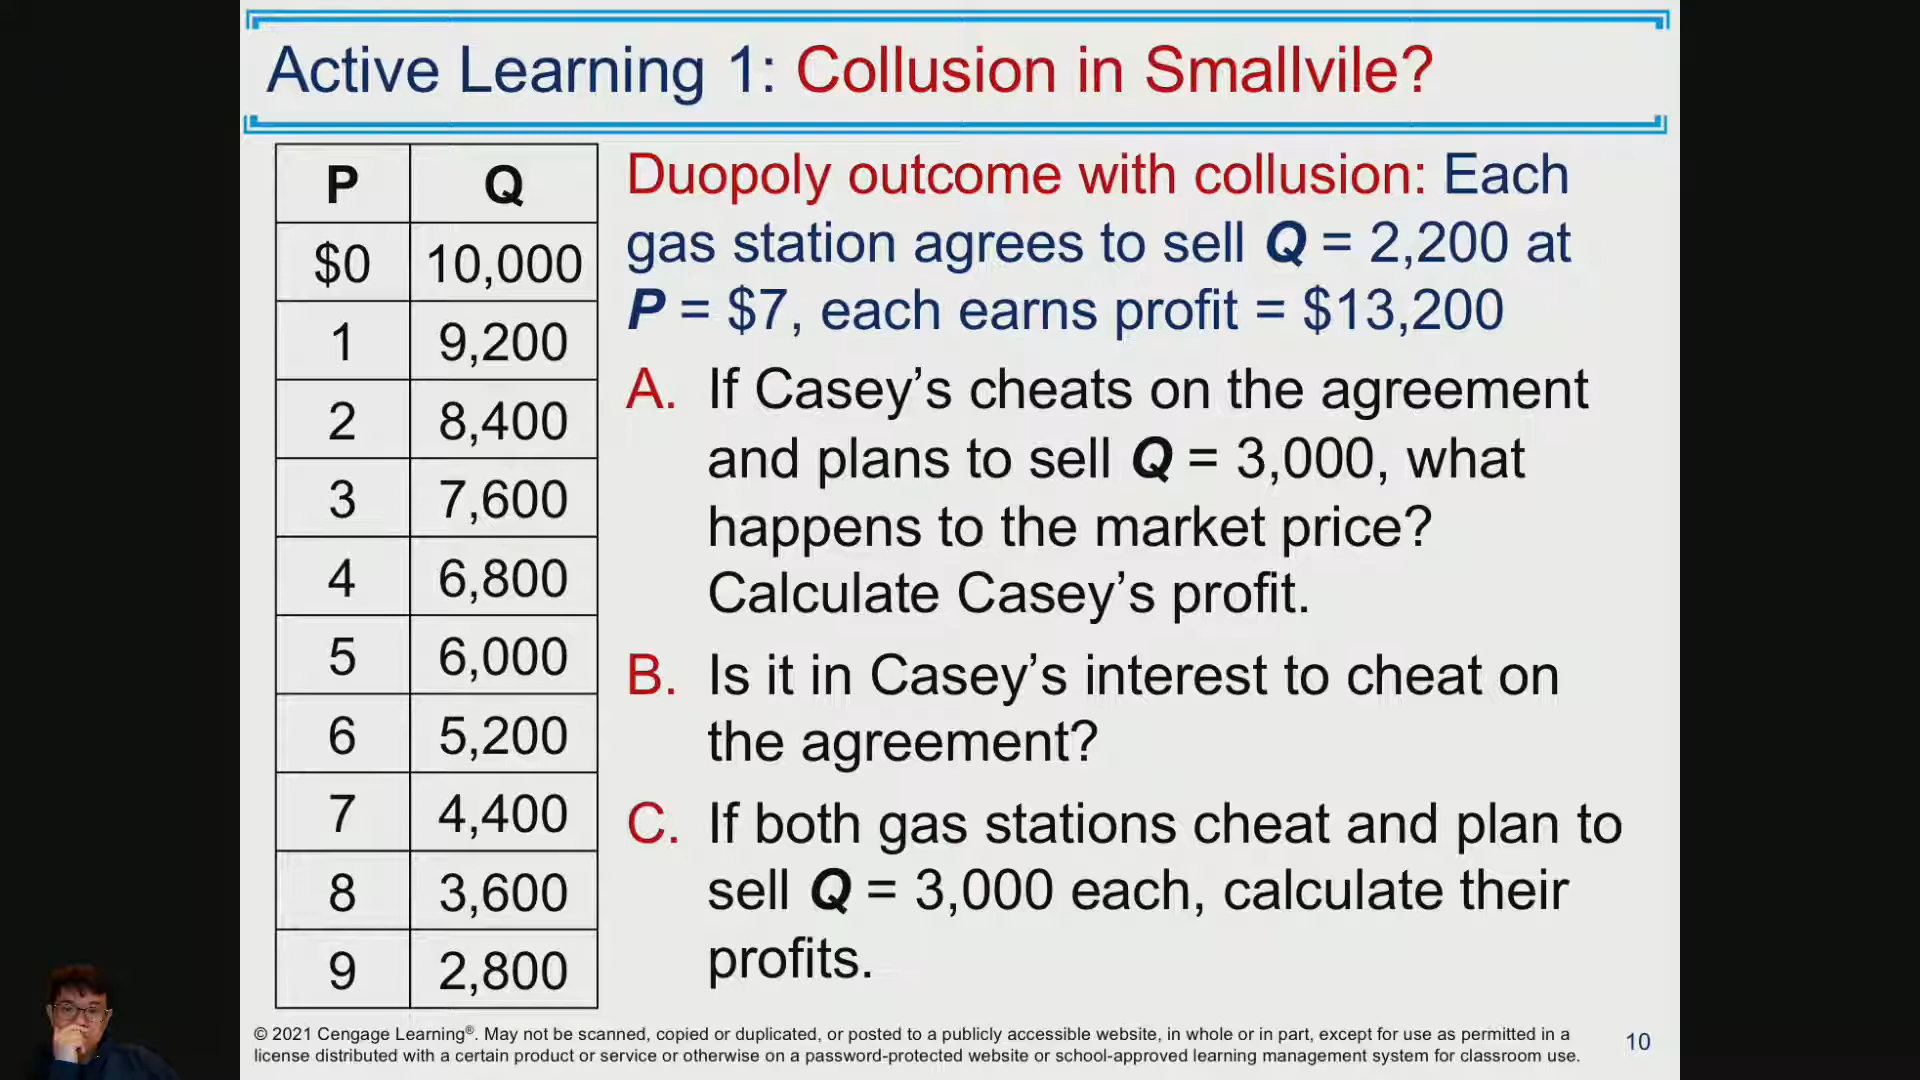 Active Learning 1: Collusion in Smallvile?
P Q
$0 10,000
1 9,200
2 8,400
3 7,600
4 6,800
5 6,000
6 5,200
7 4,400
8 3,600
9 2,800
Duopoly outcome with collusion: Each
gas station agrees to sell Q = 2,200 at
P = $7, each earns profit = $13,200
A. If Casey’s cheats on the agreement
and plans to sell Q = 3,000, what
happens to the market price?
Calculate Casey’s profit.
B. Is it in Casey’s interest to cheat on
the agreement?
C. If both gas stations cheat and plan to
sell Q = 3,000 each, calculate their
profits.
© 2021 Cengage Learning®. May not be scanned, copied or duplicated, or posted to a publicly accessible website, in whole or in part, except for use as permitted in a
license distributed with a certain product or service or otherwise on a password-protected website or school-approved learning management system for classroom use.
10